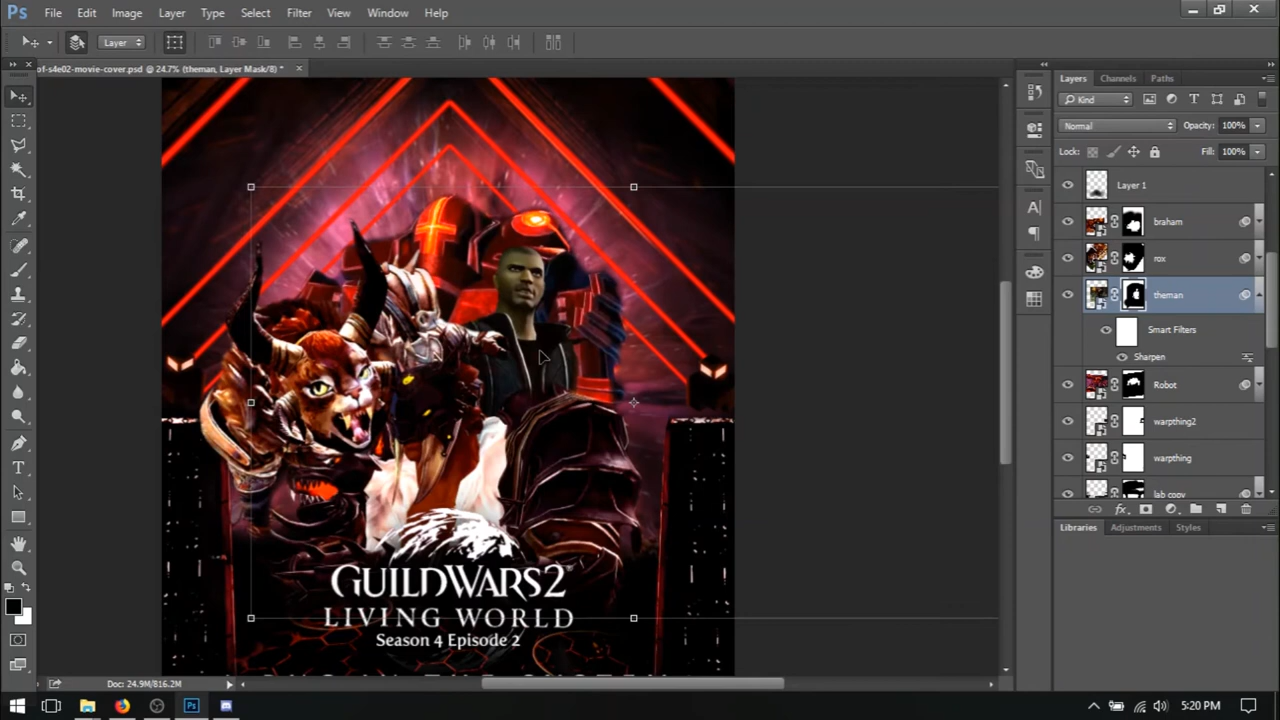 Ps File Edit Image Layer Type Select Filter View Window Help
Layer
of-s4e02-movie-cover.psd @ 24.7% (theman, Layer Mask/8) *
Layers Channels Paths
Kind
Normal Opacity: 100%
Lock: Fill: 100%
Layer 1
braham
rox
theman
Smart Filters
Sharpen
Robot
warpthing2
warpthing
lab copy
Libraries Adjustments Styles
GUILDWARS2
LIVING WORLD
Season 4 Episode 2
Doc: 24.9M/816.2M
5:20 PM